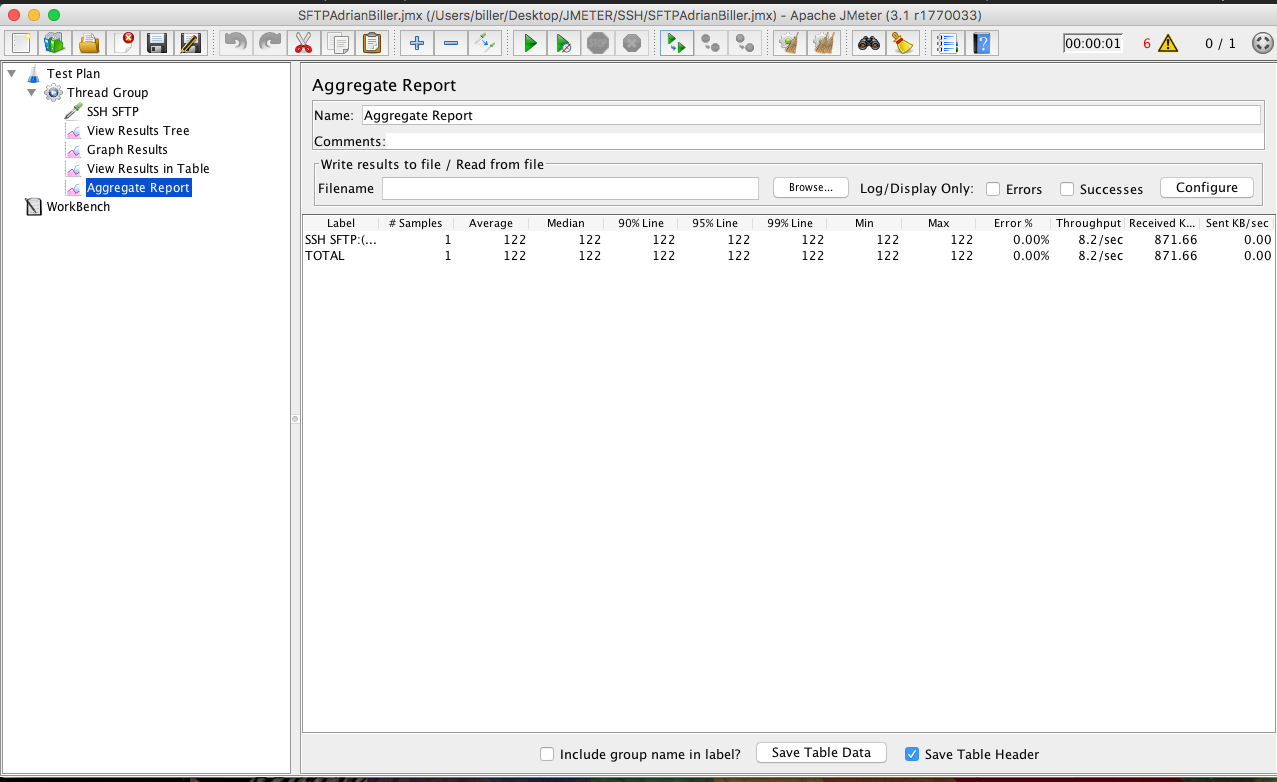 SFTPAdrianBiller.jmx (/Users/biller/Desktop/JMETER/SSH/SFTPAdrianBiller.jmx) - Apache JMeter (3.1 r1770033)
STOP 00:00:01 6 0 / 1
Test Plan
Thread Group
SSH SFTP
View Results Tree
Graph Results
View Results in Table
Aggregate Report
WorkBench
Aggregate Report
Name: Aggregate Report
Comments:
Write results to file / Read from file
Filename Browse... Log/Display Only: Errors Successes Configure
Label # Samples Average Median 90% Line 95% Line 99% Line Min Max Error % Throughput Received K... Sent KB/sec
SSH SFTP:(... 1 122 122 122 122 122 122 122 0.00% 8.2/sec 871.66 0.00
TOTAL 1 122 122 122 122 122 122 122 0.00% 8.2/sec 871.66 0.00
Include group name in label? Save Table Data Save Table Header